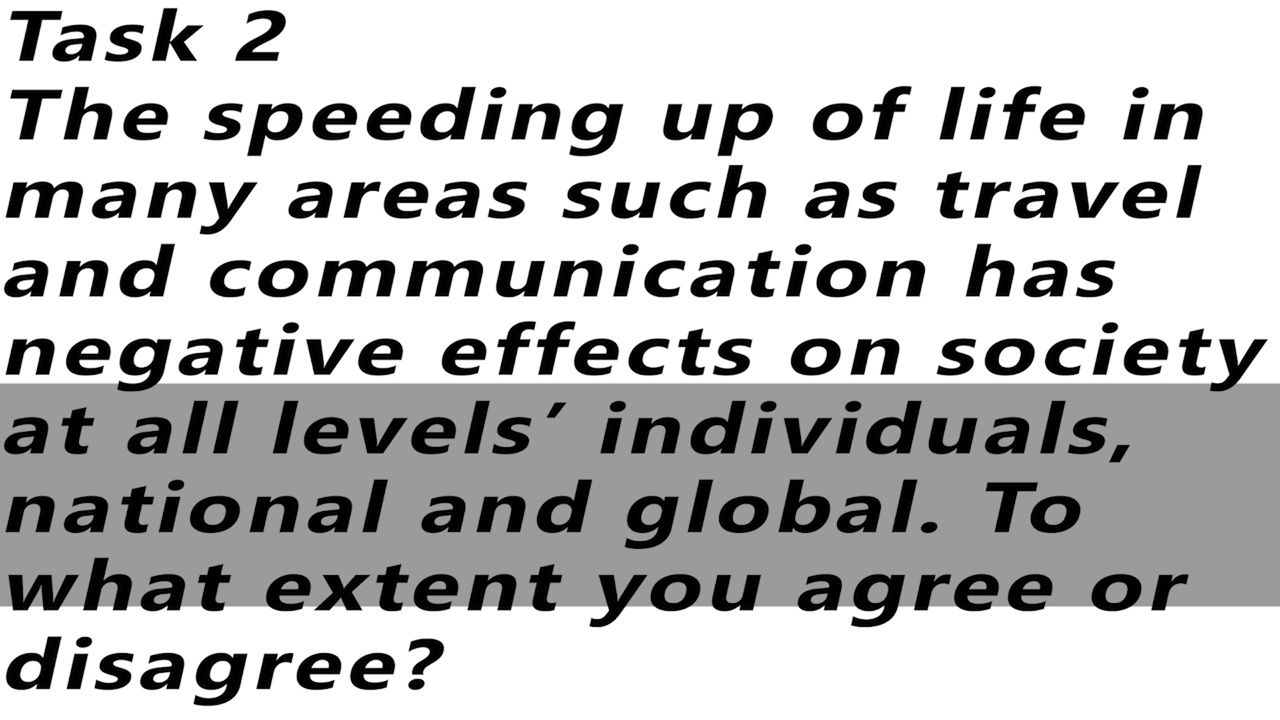 Task 2
The speeding up of life in
many areas such as travel
and communication has
negative effects on society
at all levels’ individuals,
national and global. To
what extent you agree or
disagree?